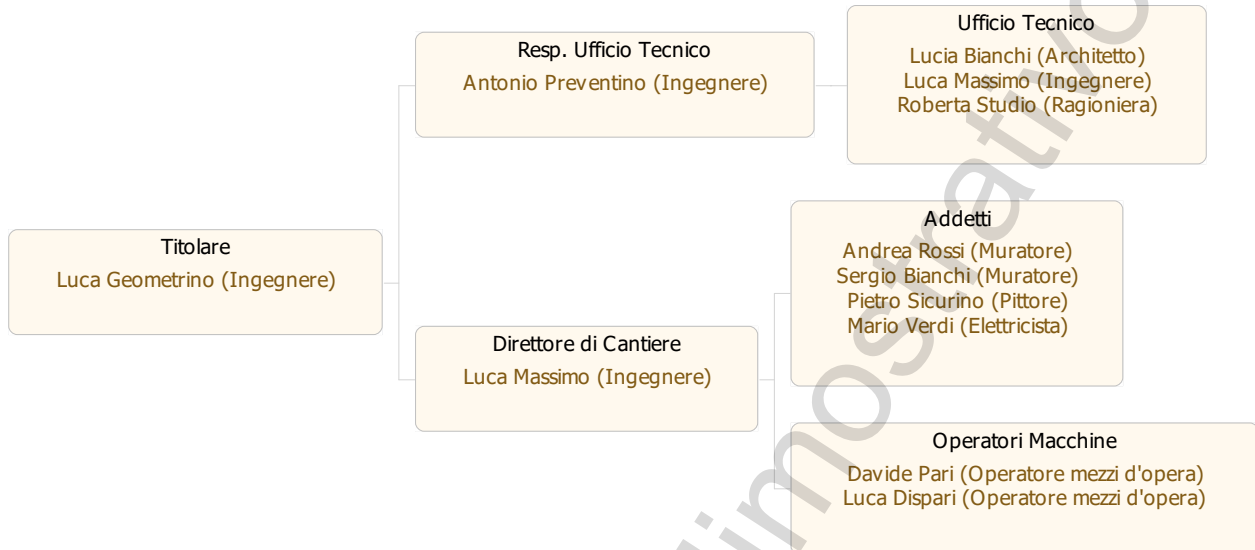 Titolare
Luca Geometrino (Ingegnere)
Resp. Ufficio Tecnico
Antonio Preventino (Ingegnere)
Ufficio Tecnico
Lucia Bianchi (Architetto)
Luca Massimo (Ingegnere)
Roberta Studio (Ragioniera)
Direttore di Cantiere
Luca Massimo (Ingegnere)
Addetti
Andrea Rossi (Muratore)
Sergio Bianchi (Muratore)
Pietro Sicurino (Pittore)
Mario Verdi (Elettricista)
Operatori Macchine
Davide Pari (Operatore mezzi d'opera)
Luca Dispari (Operatore mezzi d'opera)
imostrativo